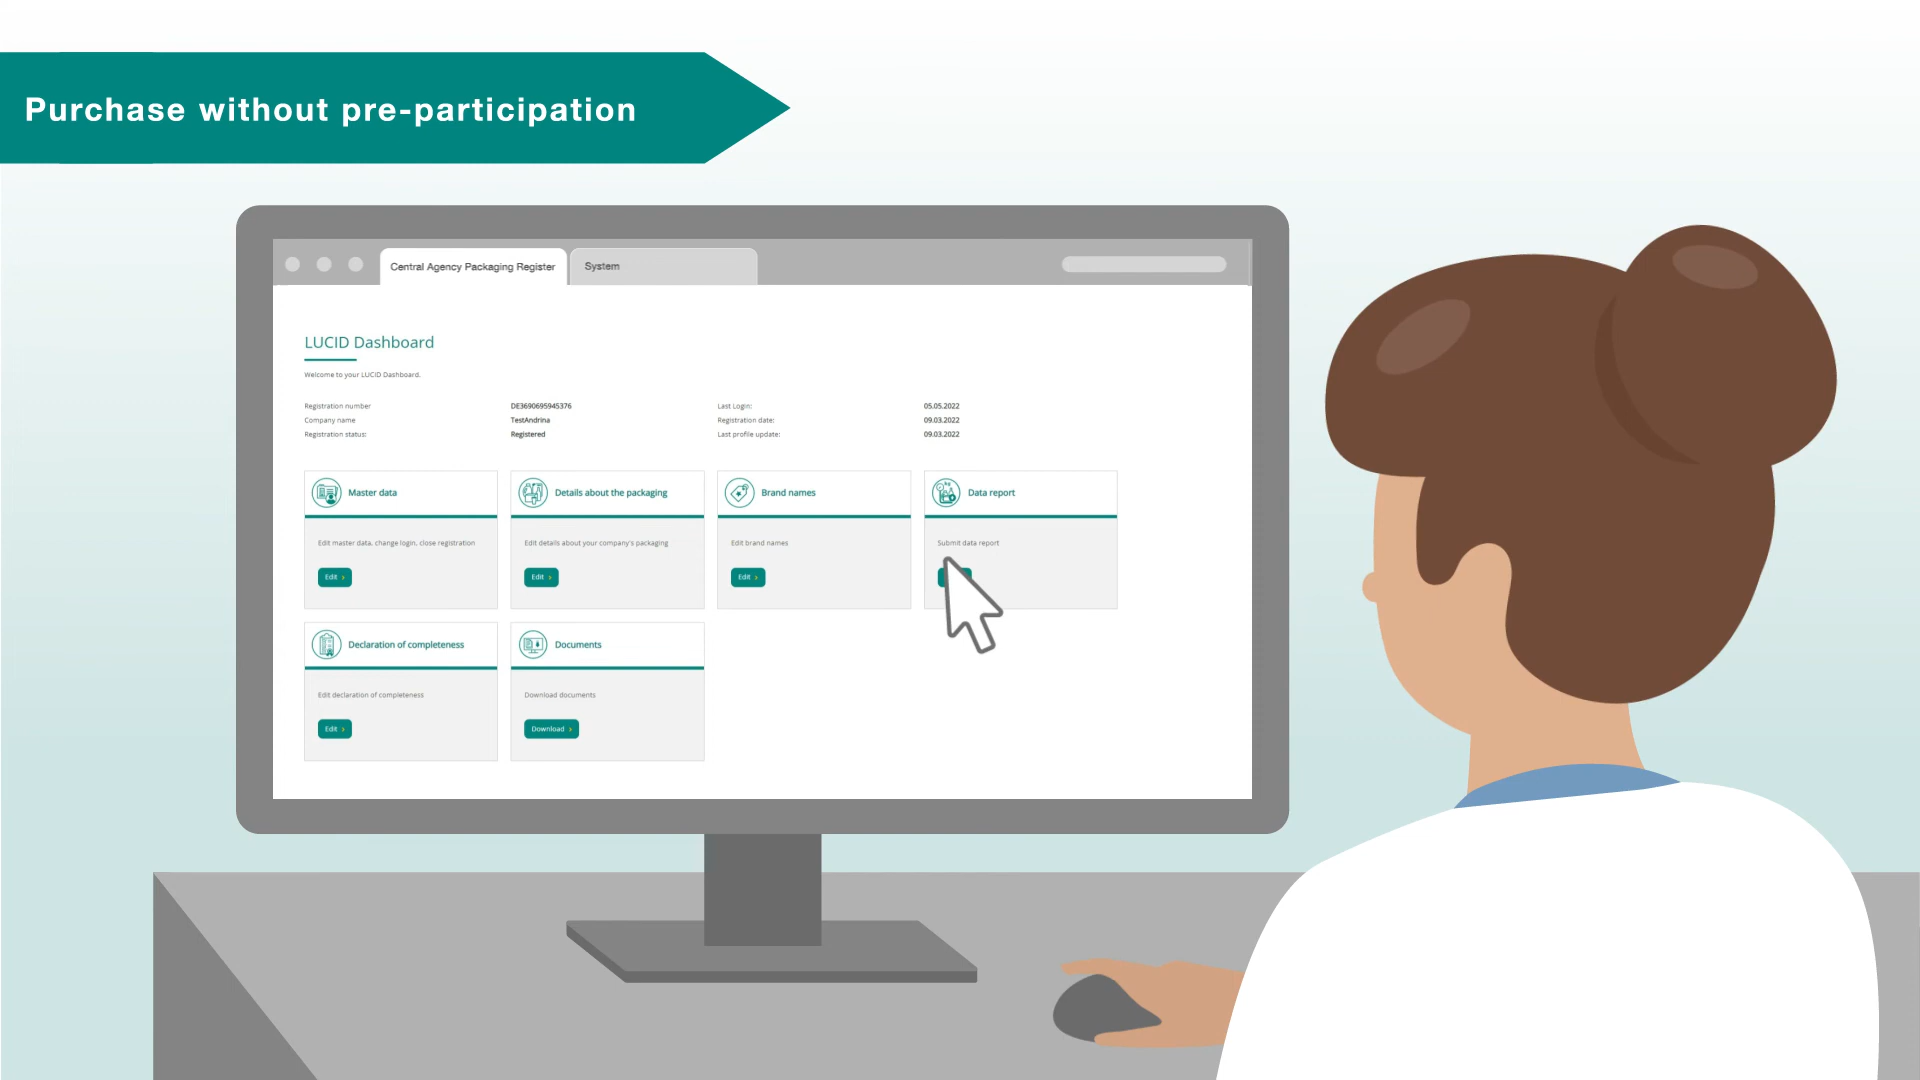 Purchase without pre-participation
Central Agency Packaging Register
System
LUCID Dashboard
Welcome to your LUCID Dashboard.
Registration number DE3690695945376 Last Login: 05.05.2022
Company name TestAndrina Registration date: 09.03.2022
Registration status: Registered Last profile update: 09.03.2022
Master data
Edit master data, change login, close registration
Edit ›
Details about the packaging
Edit details about your company's packaging
Edit ›
Brand names
Edit brand names
Edit ›
Data report
Submit data report
Declaration of completeness
Edit declaration of completeness
Edit ›
Documents
Download documents
Download ›